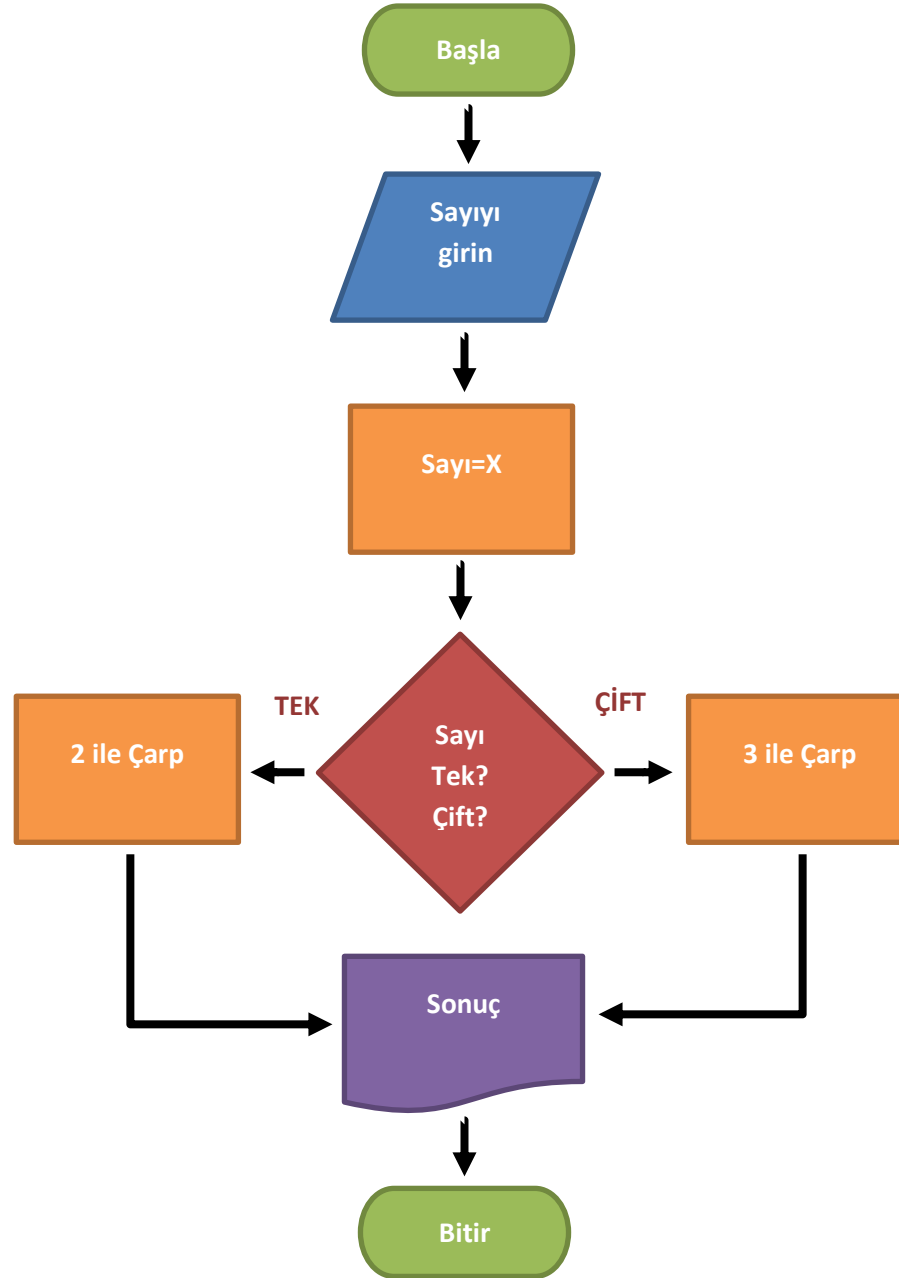 Başla
Sayıyı
girin
Sayı=X
TEK
ÇİFT
2 ile Çarp
Sayı
Tek?
Çift?
3 ile Çarp
Sonuç
Bitir